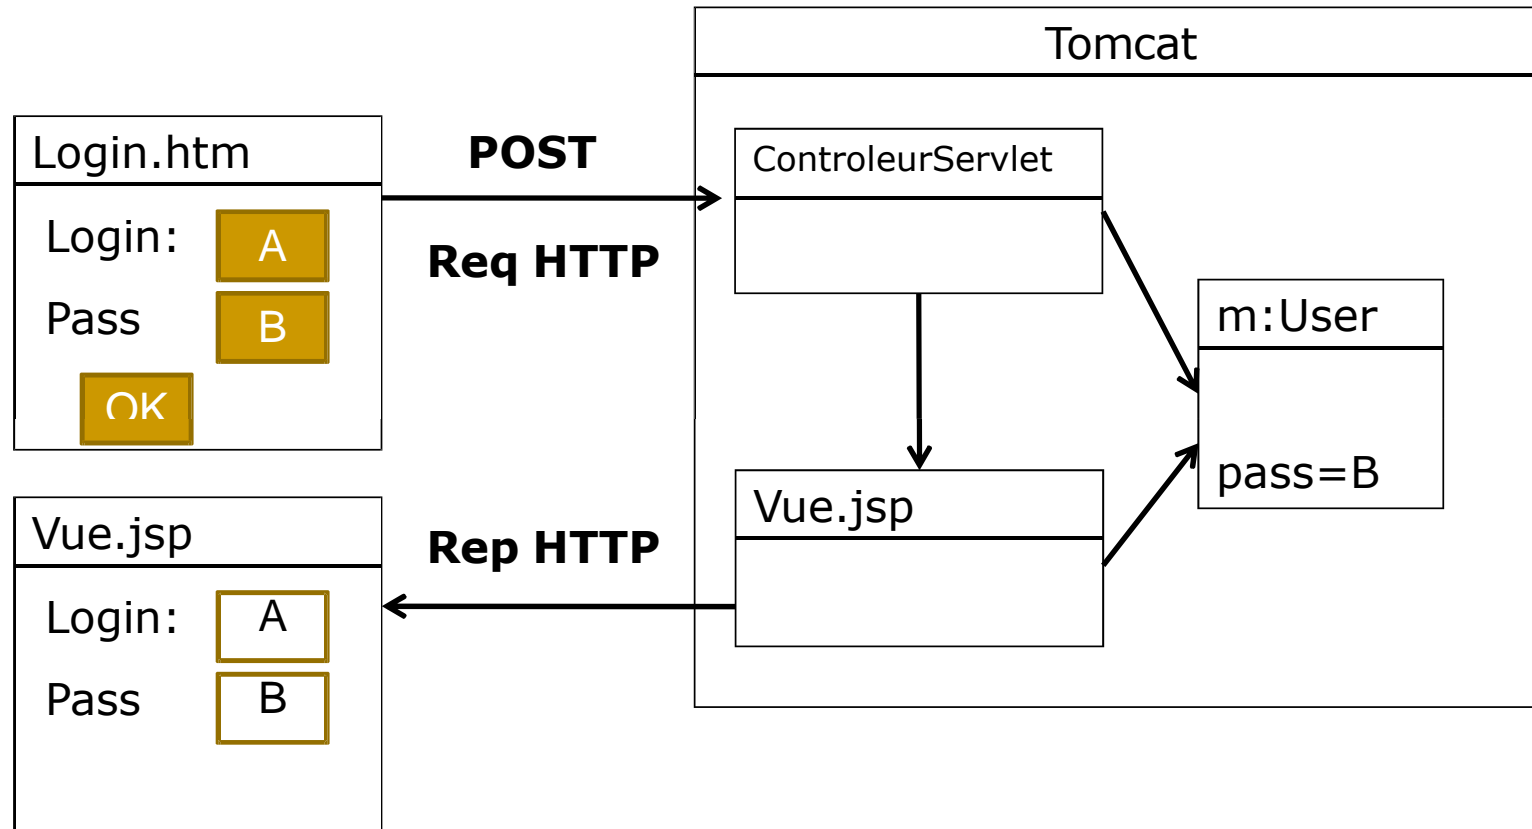 Tomcat
Login.htm
Login: A
Pass B
OK
POST
Req HTTP
ControleurServlet
m:User
pass=B
Vue.jsp
Rep HTTP
Vue.jsp
Login: A
Pass B